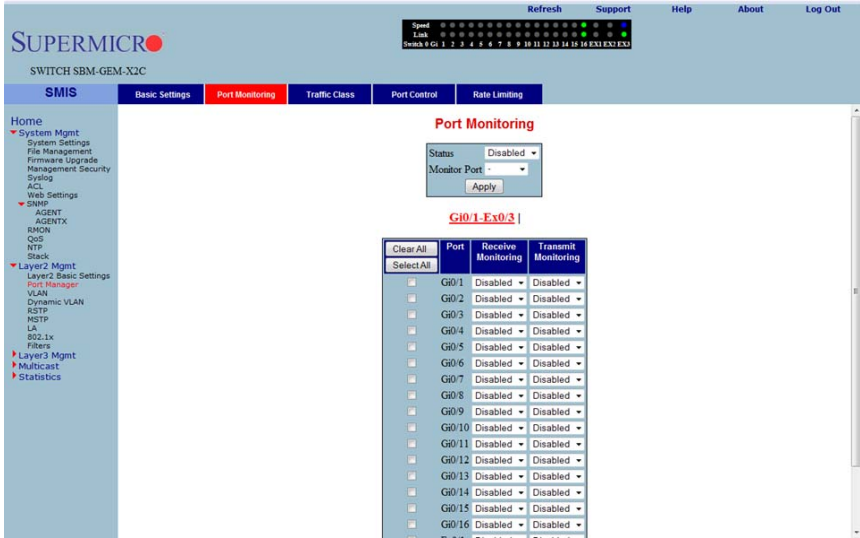 Refresh Support Help About Log Out
Speed
Link
Switch 0 Gi 1 2 3 4 5 6 7 8 9 10 11 12 13 14 15 16 EX1 EX2 EX3
SUPERMICR
SWITCH SBM-GEM-X2C
SMIS
Basic Settings Port Monitoring Traffic Class Port Control Rate Limiting
Home
System Mgmt
System Settings
File Management
Firmware Upgrade
Management Security
Syslog
ACL
Web Settings
SNMP
AGENT
AGENTX
RMON
QoS
NTP
Stack
Layer2 Mgmt
Layer2 Basic Settings
Port Manager
VLAN
Dynamic VLAN
RSTP
MSTP
LA
802.1x
Filters
Layer3 Mgmt
Multicast
Statistics
Port Monitoring
Status Disabled
Monitor Port -
Apply
Gi0/1-Ex0/3 |
Clear All
Select All
Port Receive Monitoring Transmit Monitoring
Gi0/1 Disabled Disabled
Gi0/2 Disabled Disabled
Gi0/3 Disabled Disabled
Gi0/4 Disabled Disabled
Gi0/5 Disabled Disabled
Gi0/6 Disabled Disabled
Gi0/7 Disabled Disabled
Gi0/8 Disabled Disabled
Gi0/9 Disabled Disabled
Gi0/10 Disabled Disabled
Gi0/11 Disabled Disabled
Gi0/12 Disabled Disabled
Gi0/13 Disabled Disabled
Gi0/14 Disabled Disabled
Gi0/15 Disabled Disabled
Gi0/16 Disabled Disabled